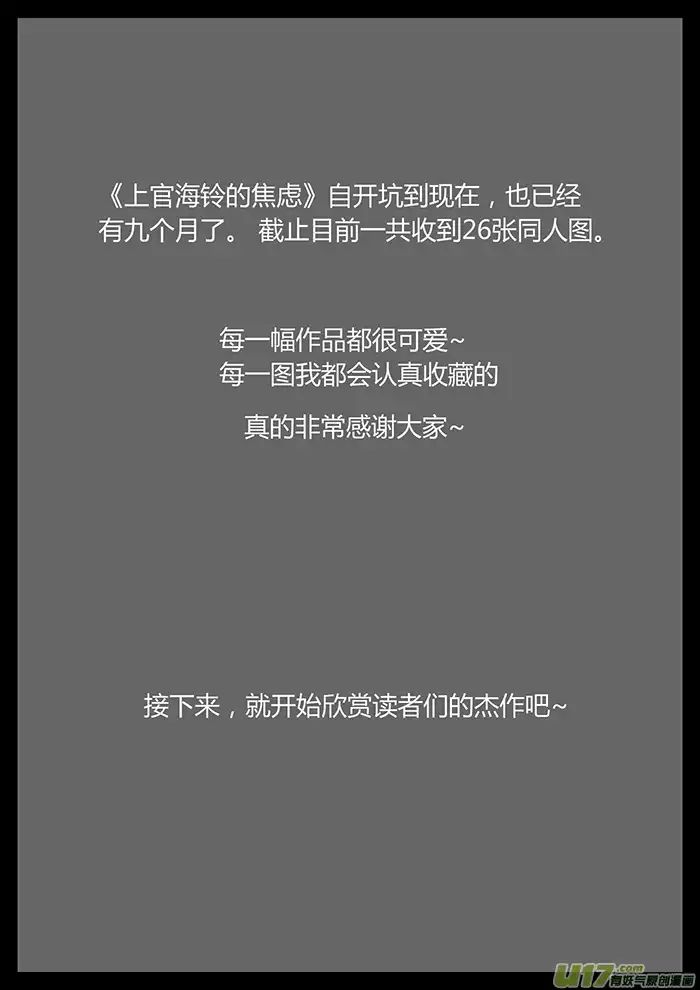 《上官海铃的焦虑》自开坑到现在，也已经
有九个月了。 截止目前一共收到26张同人图。
每一幅作品都很可爱~
每一图我都会认真收藏的
真的非常感谢大家~
接下来，就开始欣赏读者们的杰作吧~
U17.com
有妖气原创漫画